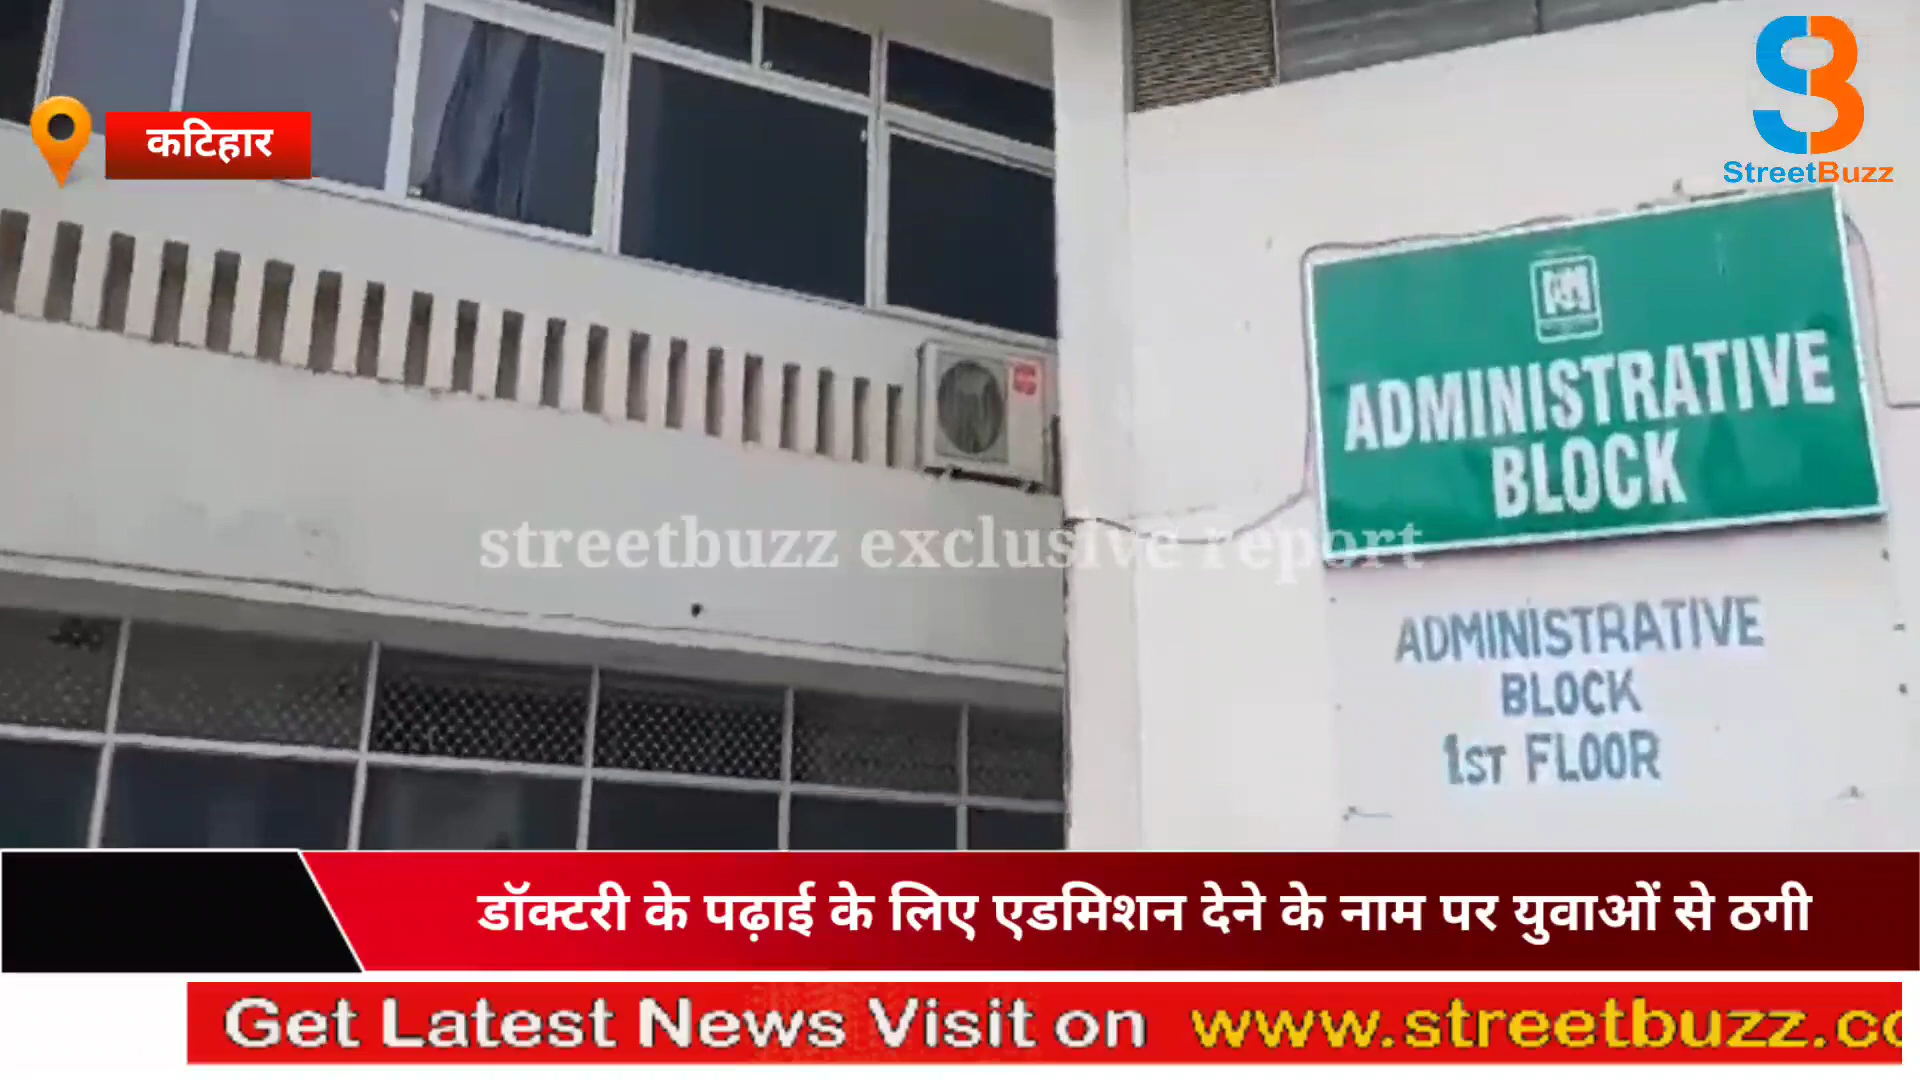 कटिहार
StreetBuzz
ADMINISTRATIVE
BLOCK
streetbuzz exclusive report
ADMINISTRATIVE
BLOCK
1ST FLOOR
डॉक्टरी के पढ़ाई के लिए एडमिशन देने के नाम पर युवाओं से ठगी
Get Latest News Visit on www.streetbuzz.co